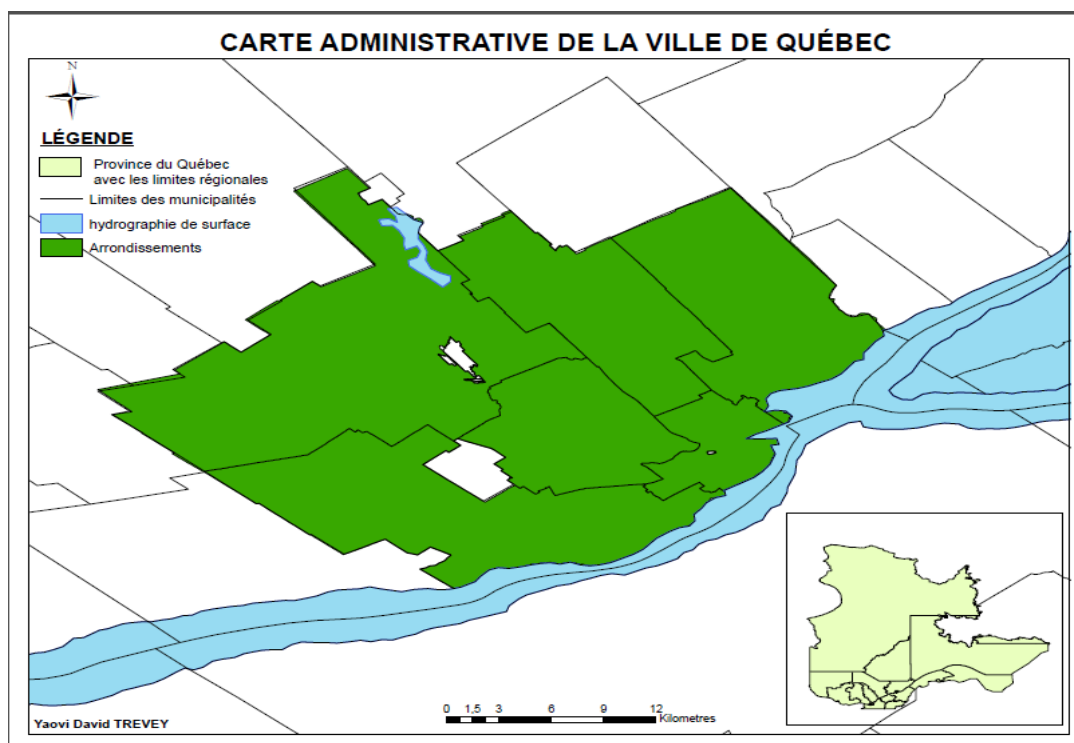 CARTE ADMINISTRATIVE DE LA VILLE DE QUÉBEC
N
LÉGENDE
Province du Québec
avec les limites régionales
Limites des municipalités
hydrographie de surface
Arrondissements
Yaovi David TREVEY
0 1,5 3 6 9 12
Kilometres